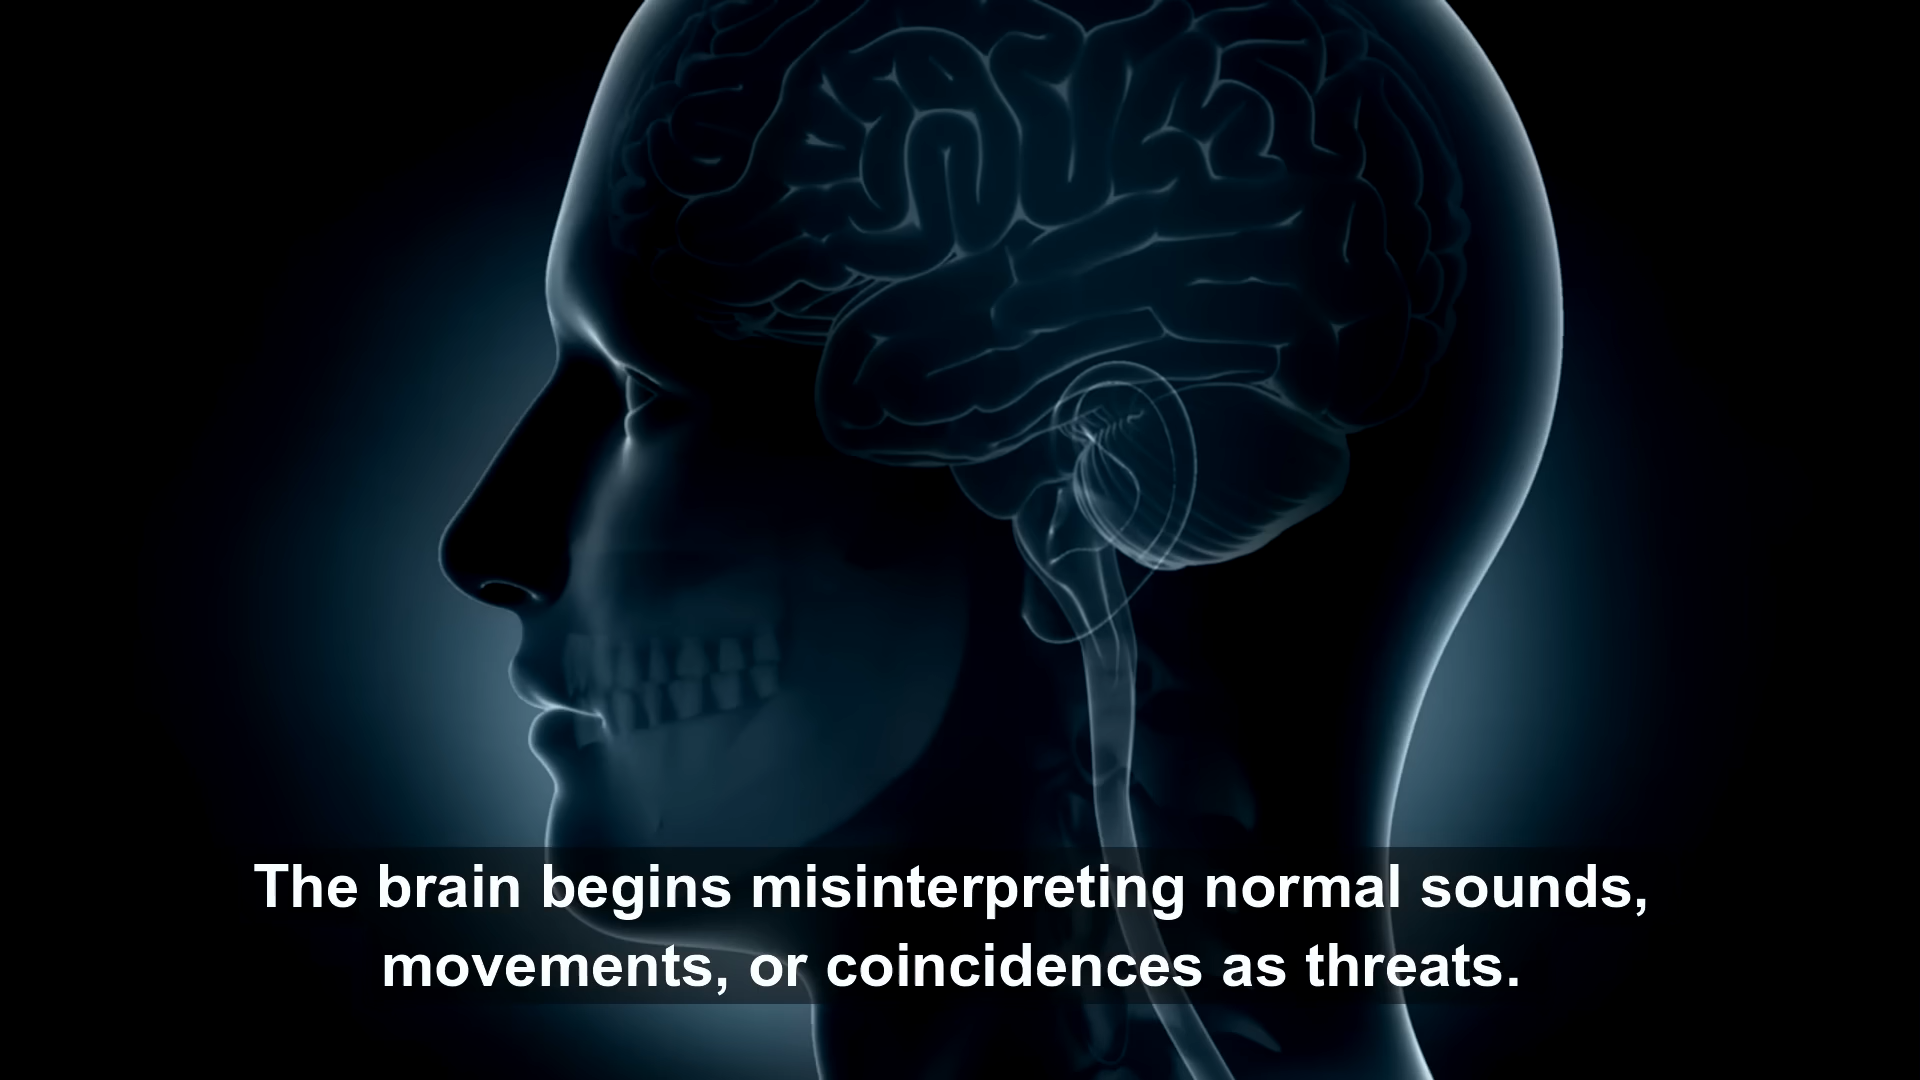 The brain begins misinterpreting normal sounds,
movements, or coincidences as threats.